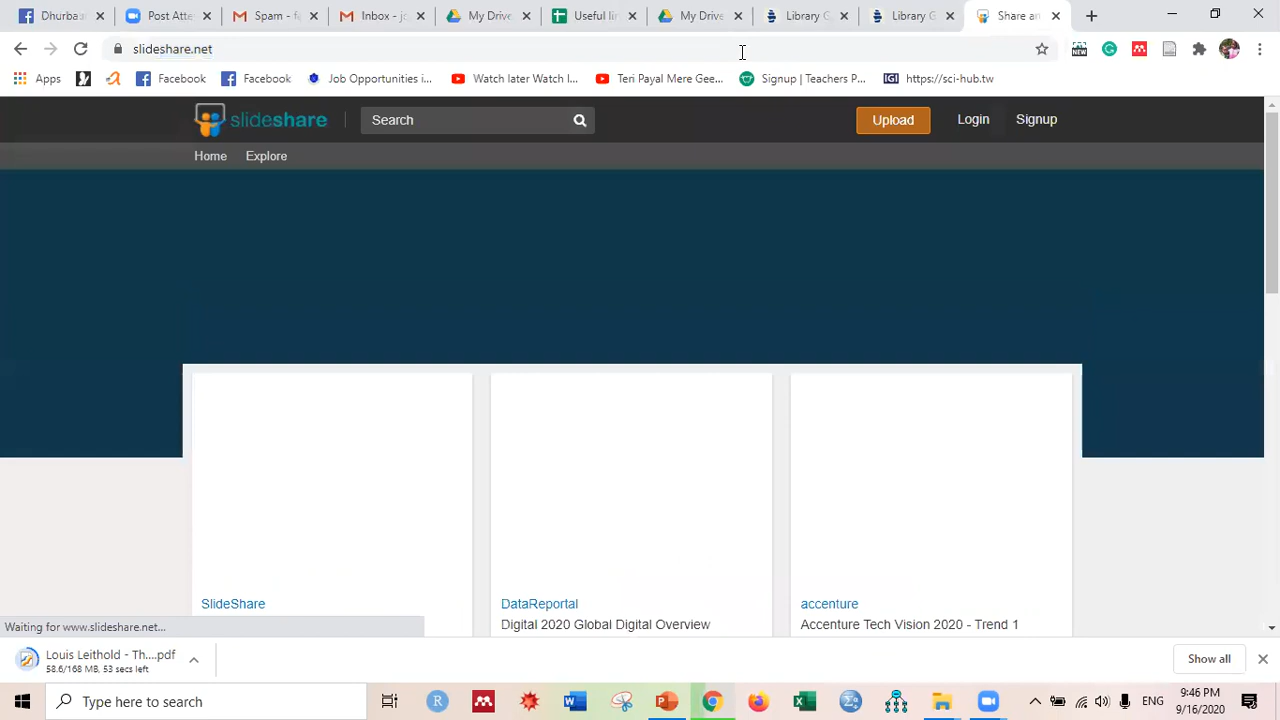 Dhurba
Post Atte
Spam - f
Inbox - j
My Drive
Useful li
My Drive
Library G
Library G
Share an
slideshare.net
NEW
Apps
Facebook
Facebook
Job Opportunities i...
Watch later Watch l...
Teri Payal Mere Gee...
Signup | Teachers P...
IGI
https://sci-hub.tw
slideshare
Search
Upload
Login
Signup
Home
Explore
SlideShare
DataReportal
accenture
Digital 2020 Global Digital Overview
Accenture Tech Vision 2020 - Trend 1
Waiting for www.slideshare.net...
Louis Leithold - Th....pdf
58.6/168 MB, 53 secs left
Show all
Type here to search
ENG
9:46 PM
9/16/2020